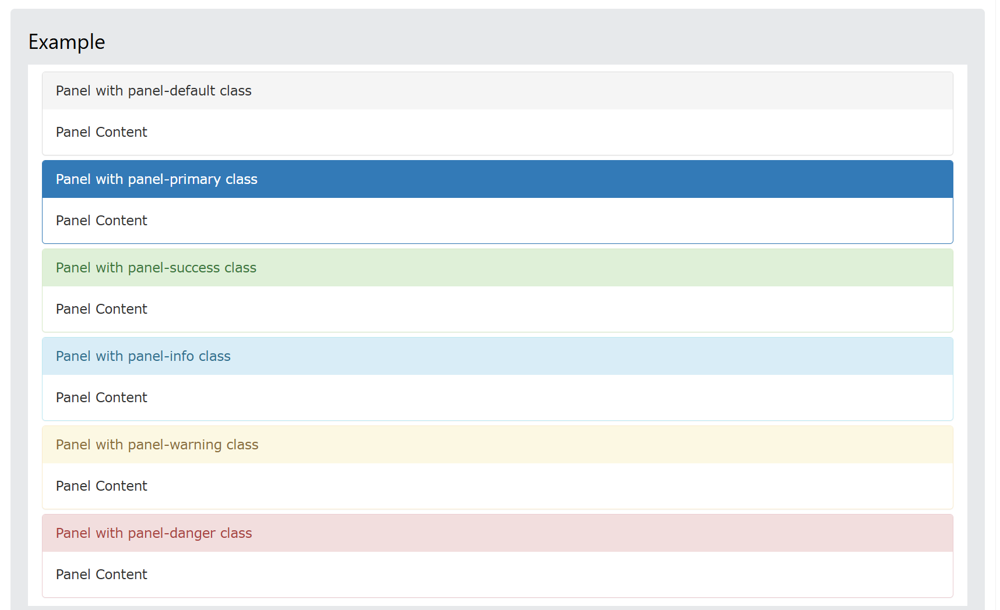 Example
Panel with panel-default class
Panel Content
Panel with panel-primary class
Panel Content
Panel with panel-success class
Panel Content
Panel with panel-info class
Panel Content
Panel with panel-warning class
Panel Content
Panel with panel-danger class
Panel Content